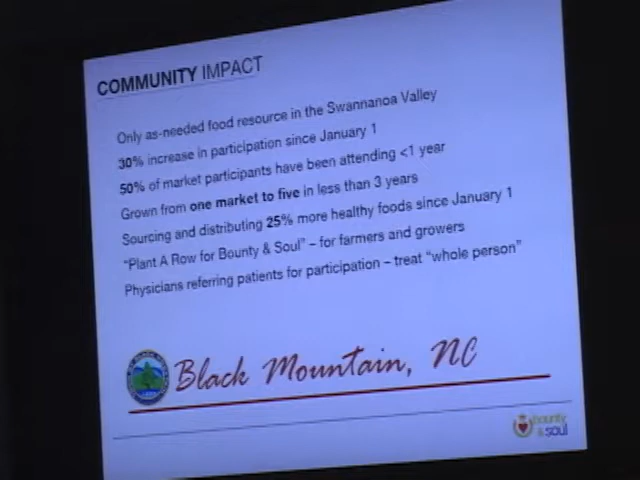 COMMUNITY IMPACT
Only as-needed food resource in the Swannanoa Valley
30% increase in participation since January 1
50% of market participants have been attending <1 year
Grown from one market to five in less than 3 years
Sourcing and distributing 25% more healthy foods since January 1
"Plant A Row for Bounty & Soul" – for farmers and growers
Physicians referring patients for participation – treat "whole person"
Black Mountain, NC
bounty
& soul